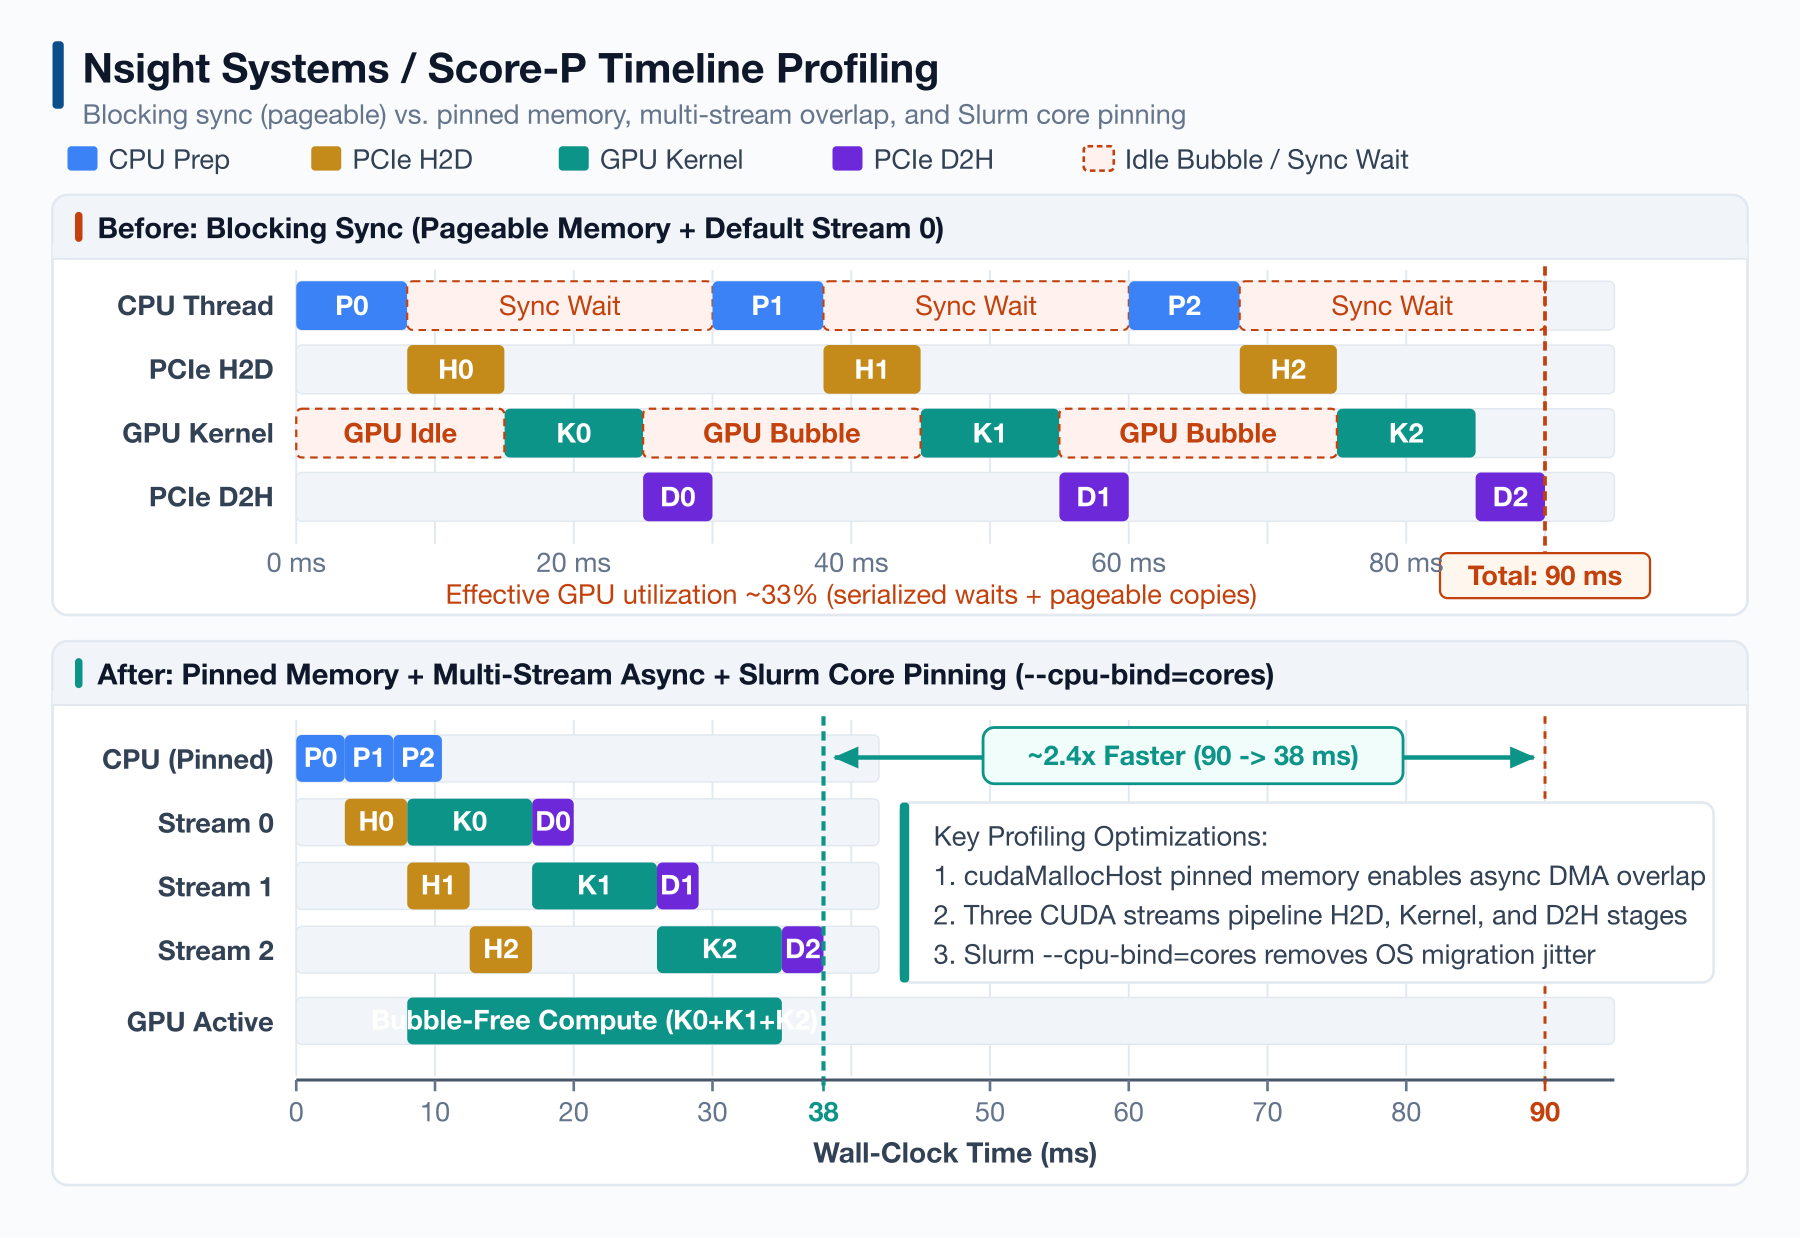 Nsight Systems / Score-P Timeline Profiling
Blocking sync (pageable) vs. pinned memory, multi-stream overlap, and Slurm core pinning
CPU Prep PCIe H2D GPU Kernel PCIe D2H Idle Bubble / Sync Wait
Before: Blocking Sync (Pageable Memory + Default Stream 0)
CPU Thread P0 Sync Wait P1 Sync Wait P2 Sync Wait
PCIe H2D H0 H1 H2
GPU Kernel GPU Idle K0 GPU Bubble K1 GPU Bubble K2
PCIe D2H D0 D1 D2
0 ms 20 ms 40 ms 60 ms 80 ms Total: 90 ms
Effective GPU utilization ~33% (serialized waits + pageable copies)
After: Pinned Memory + Multi-Stream Async + Slurm Core Pinning (--cpu-bind=cores)
CPU (Pinned) P0 P1 P2 ~2.4x Faster (90 -> 38 ms)
Stream 0 H0 K0 D0
Stream 1 H1 K1 D1
Stream 2 H2 K2 D2
Key Profiling Optimizations:
1. cudaMallocHost pinned memory enables async DMA overlap
2. Three CUDA streams pipeline H2D, Kernel, and D2H stages
3. Slurm --cpu-bind=cores removes OS migration jitter
GPU Active Bubble-Free Compute (K0+K1+K2)
0 10 20 30 38 50 60 70 80 90
Wall-Clock Time (ms)